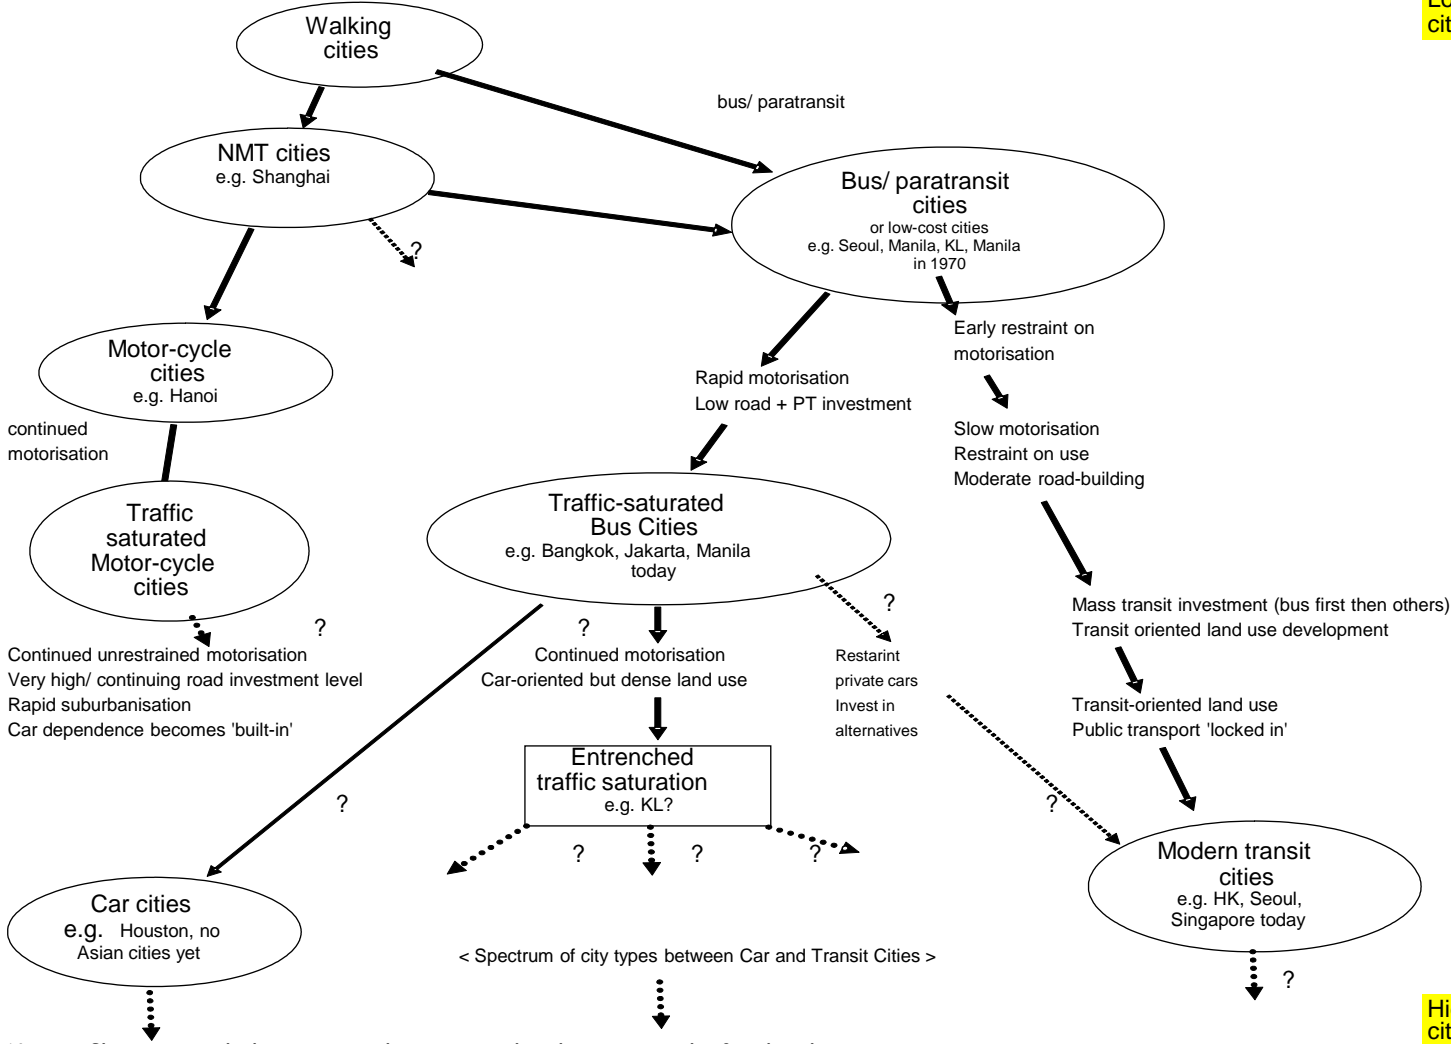 Walking
cities
cit
bus/ paratransit
NMT cities
e.g. Shanghai
?
Bus/ paratransit
cities
or low-cost cities
e.g. Seoul, Manila, KL, Manila
in 1970
Motor-cycle
cities
e.g. Hanoi
Early restraint on
motorisation
Rapid motorisation
Low road + PT investment
continued
motorisation
Slow motorisation
Restraint on use
Moderate road-building
Traffic
saturated
Motor-cycle
cities
Traffic-saturated
Bus Cities
e.g. Bangkok, Jakarta, Manila
today
?
?
?
Mass transit investment (bus first then others)
Transit oriented land use development
Continued unrestrained motorisation
Very high/ continuing road investment level
Rapid suburbanisation
Car dependence becomes 'built-in'
Continued motorisation
Car-oriented but dense land use
Restarint
private cars
Invest in
alternatives
Transit-oriented land use
Public transport 'locked in'
Entrenched
traffic saturation
e.g. KL?
?
?
?
?
?
Modern transit
cities
e.g. HK, Seoul,
Singapore today
Car cities
e.g. Houston, no
Asian cities yet
< Spectrum of city types between Car and Transit Cities >
?
Hi
cit